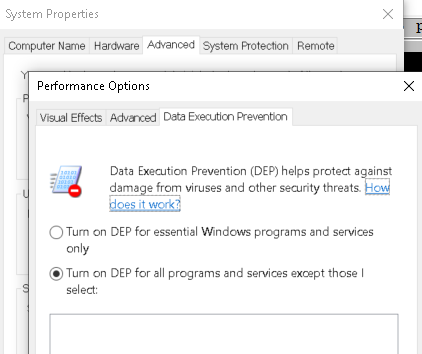 System Properties
Computer Name Hardware Advanced System Protection Remote
Performance Options
Visual Effects Advanced Data Execution Prevention
Data Execution Prevention (DEP) helps protect against
damage from viruses and other security threats. How
does it work?
Turn on DEP for essential Windows programs and services
only
Turn on DEP for all programs and services except those I
select: